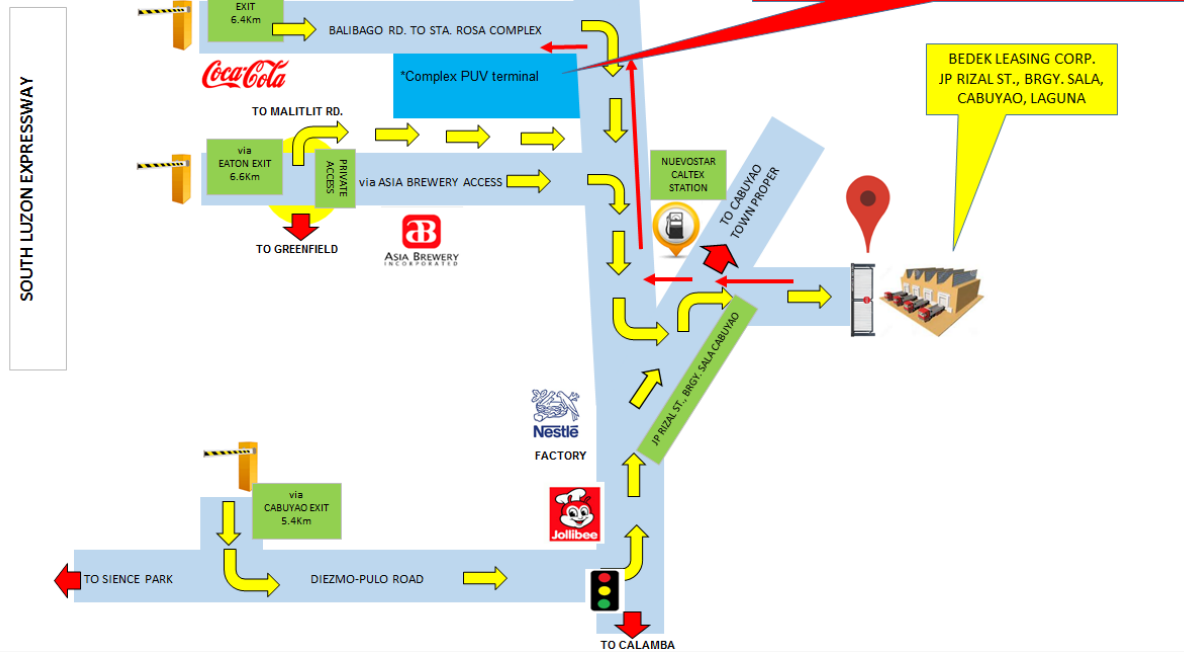 EXIT
6.4Km
BALIBAGO RD. TO STA. ROSA COMPLEX
Coca-Cola
*Complex PUV terminal
BEDEK LEASING CORP.
JP RIZAL ST., BRGY. SALA,
CABUYAO, LAGUNA
SOUTH LUZON EXPRESSWAY
TO MALITLIT RD.
via
EATON EXIT
6.6Km
PRIVATE
ACCESS
via ASIA BREWERY ACCESS
NUEVOSTAR
CALTEX
STATION
TO CABUYAO
TOWN PROPER
TO GREENFIELD
aB
ASIA BREWERY
INCORPORATED
JP RIZAL ST., BRGY. SALA CABUYAO
Nestlé
FACTORY
via
CABUYAO EXIT
5.4Km
Jollibee
TO SIENCE PARK
DIEZMO-PULO ROAD
TO CALAMBA